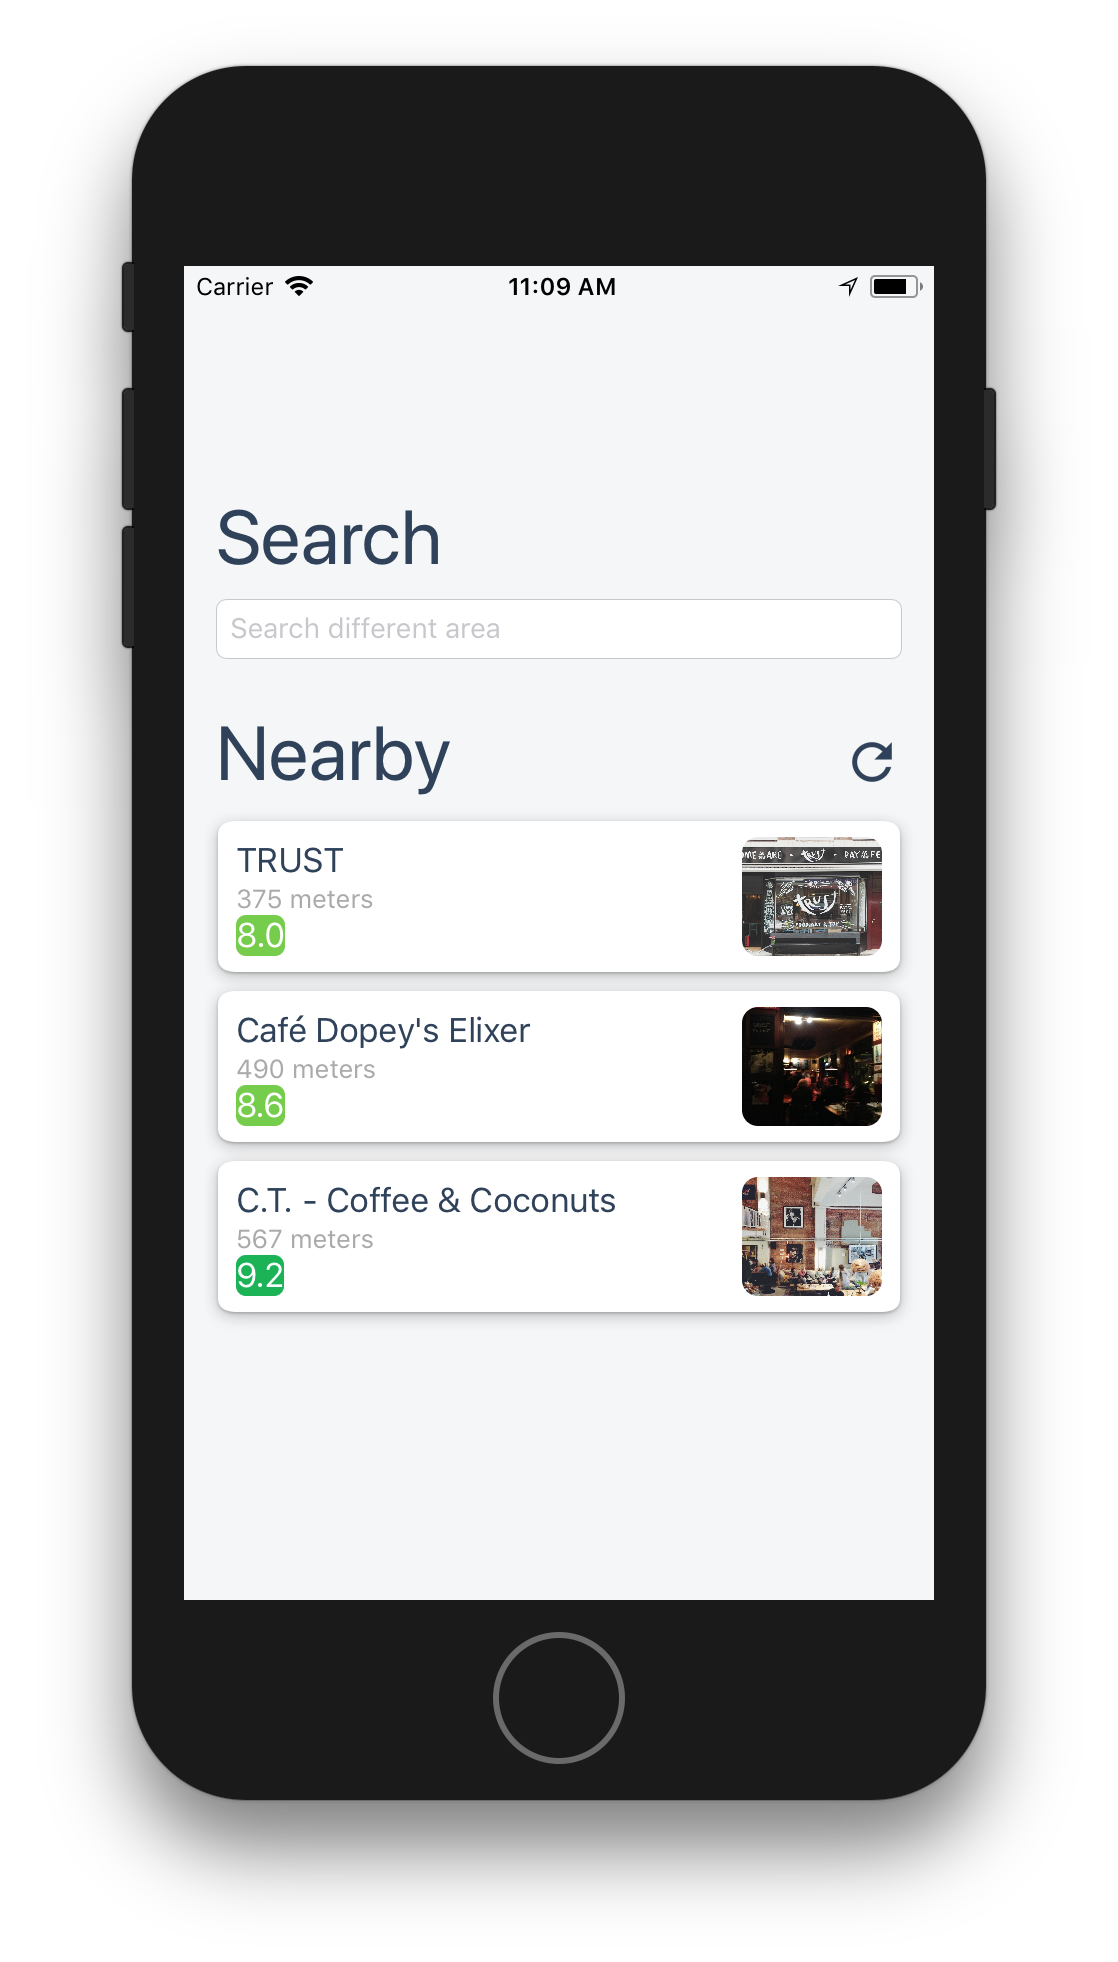 Carrier
11:09 AM
Search
Search different area
Nearby
TRUST
375 meters
8.0
TRUST
Café Dopey's Elixer
490 meters
8.6
C.T. - Coffee & Coconuts
567 meters
9.2